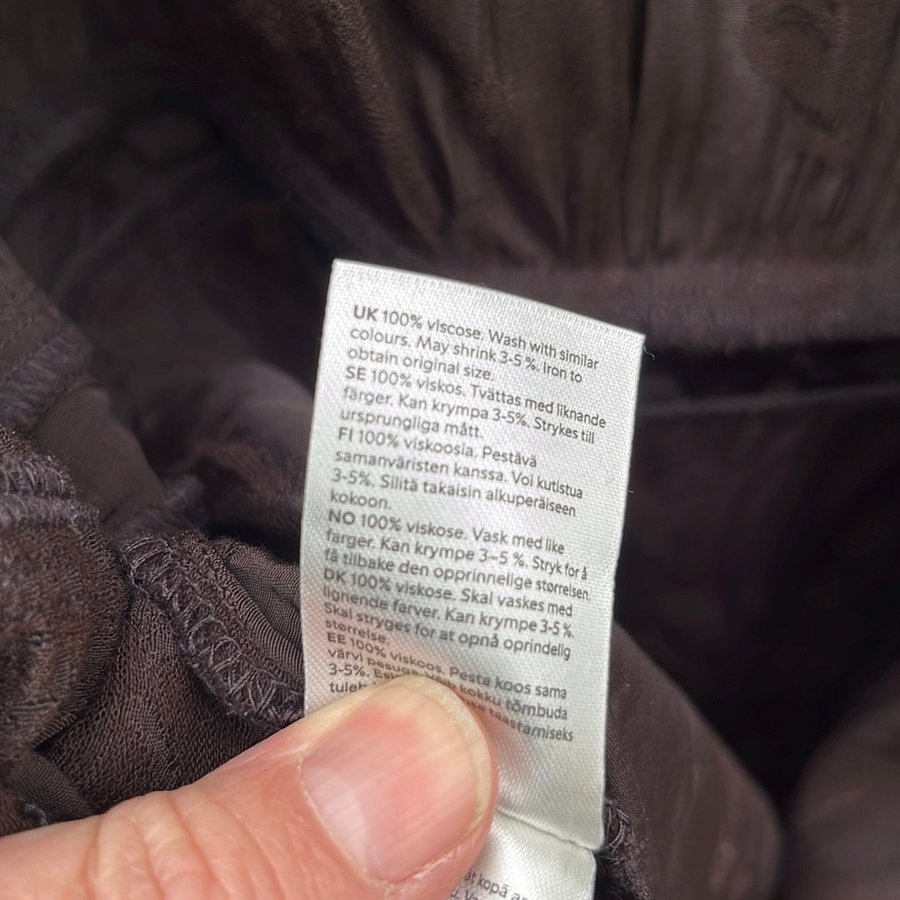 UK 100% viscose. Wash with similar
colours. May shrink 3-5 %. Iron to
obtain original size.
SE 100% viskos. Tvättas med liknande
färger. Kan krympa 3-5%. Strykes till
ursprungliga mått.
FI 100% viskoosia. Pestävä
samanväristen kanssa. Voi kutistua
3-5%. Silitä takaisin alkuperäiseen
kokoon.
NO 100% viskose. Vask med like
farger. Kan krympe 3–5 %. Stryk for å
få tilbake den opprinnelige størrelsen.
DK 100% viskose. Skal vaskes med
lignende farver. Kan krympe 3-5 %.
Skal stryges for at opnå oprindelig
størrelse.
EE 100% viskoos. Pesta koos sama
värvi kokku tõmbuda
3-5%. taastamiseks
kopā